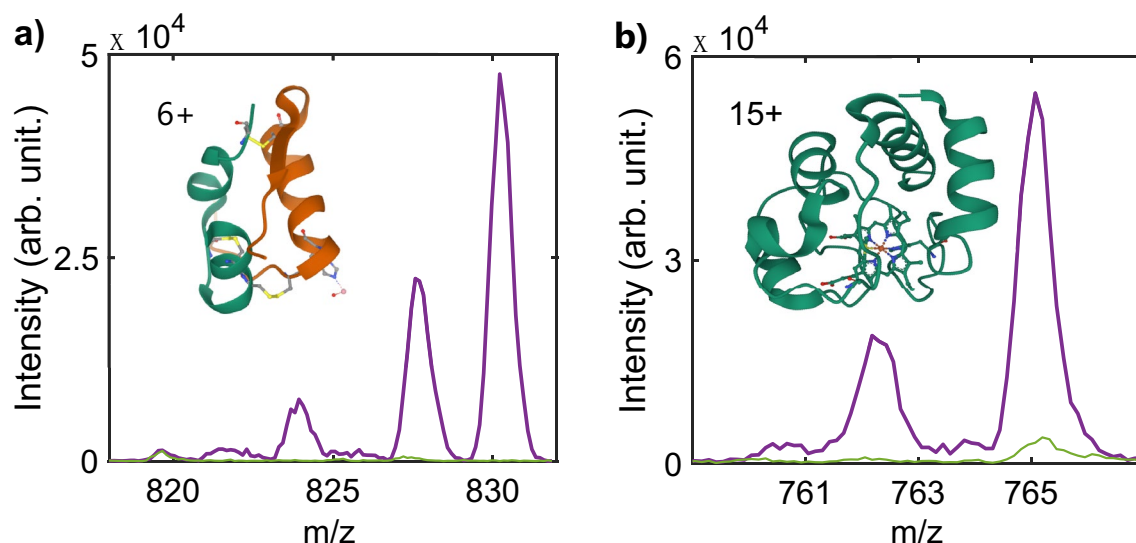 a)
x 10⁴
5
2.5
0
6+
820
825
830
m/z
Intensity (arb. unit.)
b)
x 10⁴
6
3
0
15+
761
763
765
m/z
Intensity (arb. unit.)